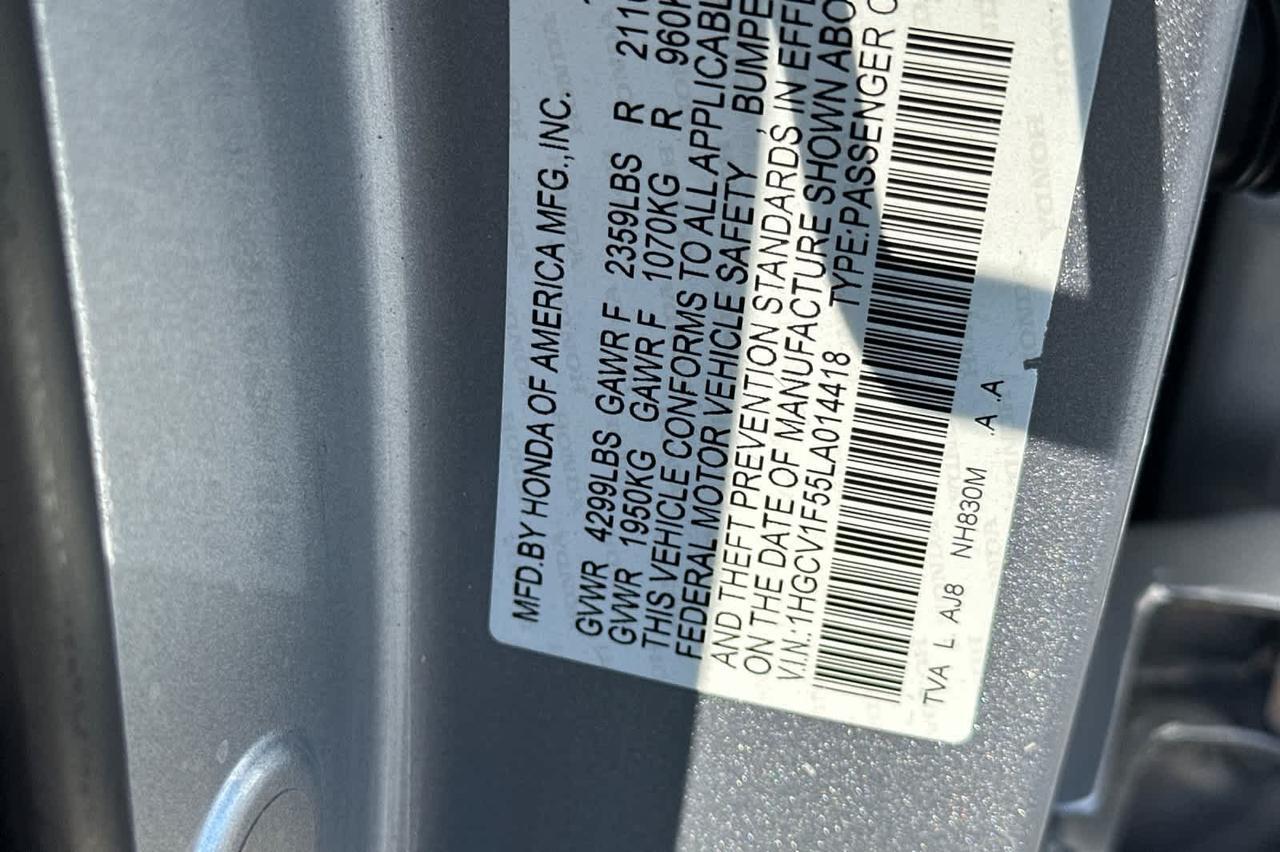 MFD.BY HONDA OF AMERICA MFG.,INC.
GVWR 4299LBS GAWR F 2359LBS R
GVWR 1950KG GAWR F 1070KG R
THIS VEHICLE CONFORMS TO ALL APPLICABLE
FEDERAL MOTOR VEHICLE SAFETY BUMPE
AND THEFT PREVENTION STANDARDS IN EFFE
ON THE DATE OF MANUFACTURE SHOWN ABO
V.I.N.:1HGCV1F55LA014418 TYPE:PASSENGER C
TVA L AJ8 NH830M .A .A